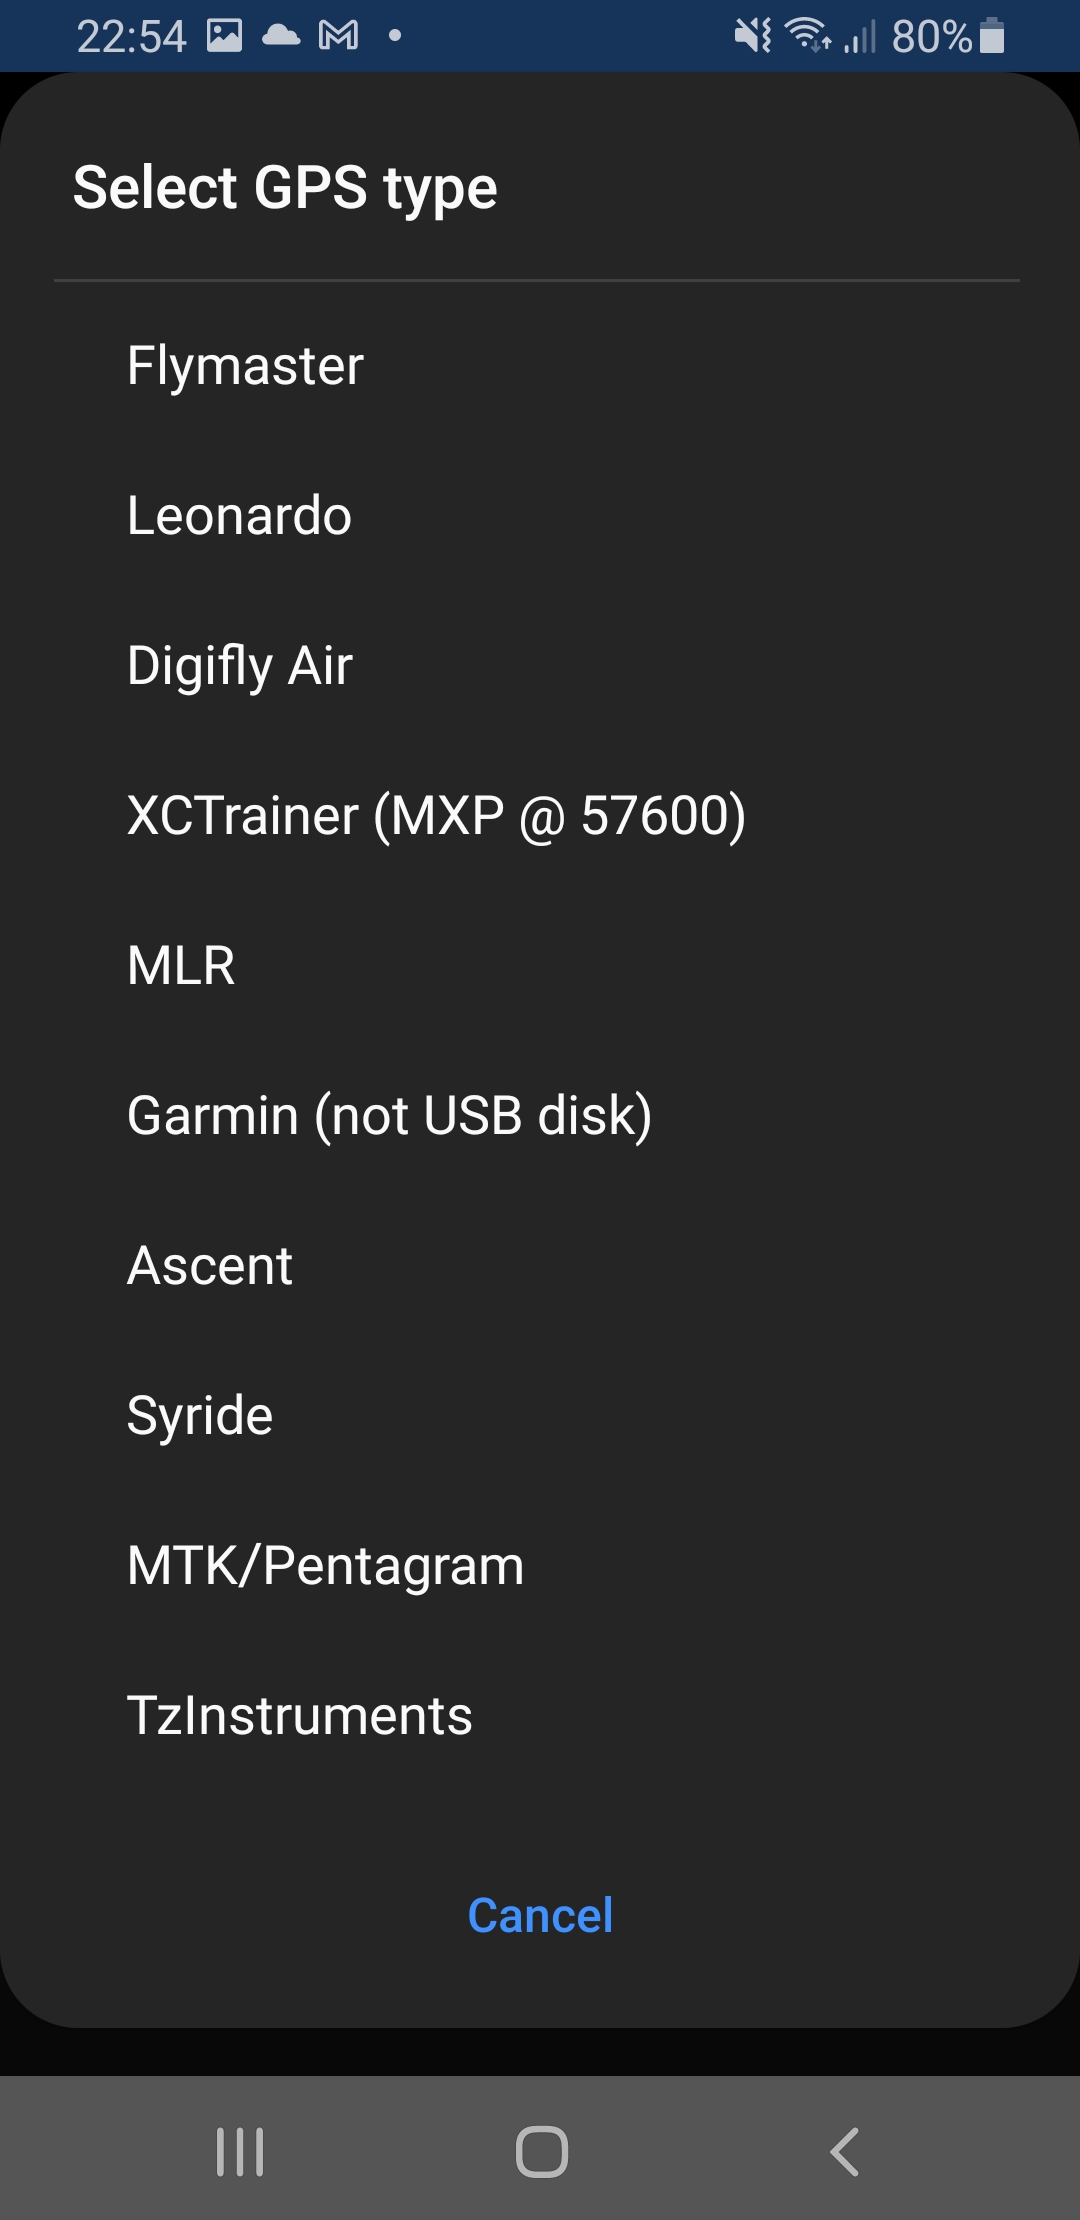 22:54
80%
Select GPS type
Flymaster
Leonardo
Digifly Air
XCTrainer (MXP @ 57600)
MLR
Garmin (not USB disk)
Ascent
Syride
MTK/Pentagram
TzInstruments
Cancel